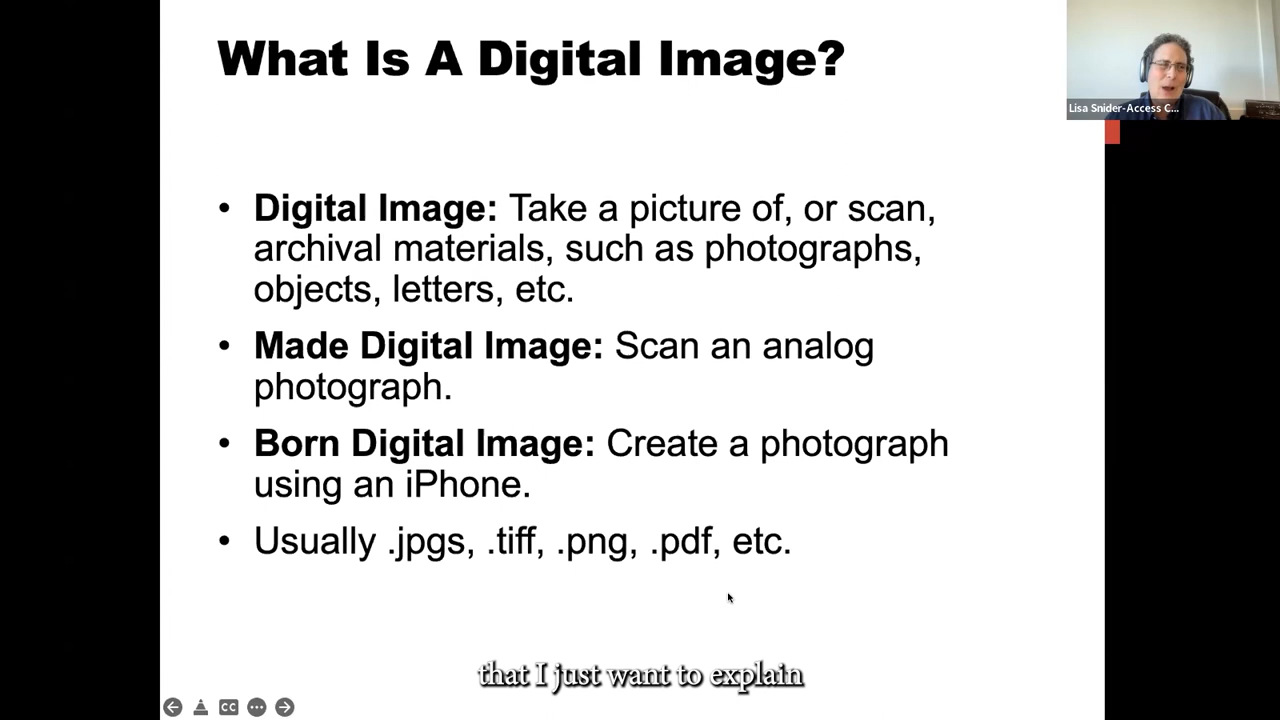 What Is A Digital Image?
Lisa Snider-Access C...
• Digital Image: Take a picture of, or scan,
archival materials, such as photographs,
objects, letters, etc.
• Made Digital Image: Scan an analog
photograph.
• Born Digital Image: Create a photograph
using an iPhone.
• Usually .jpgs, .tiff, .png, .pdf, etc.
that I just want to explain
CC